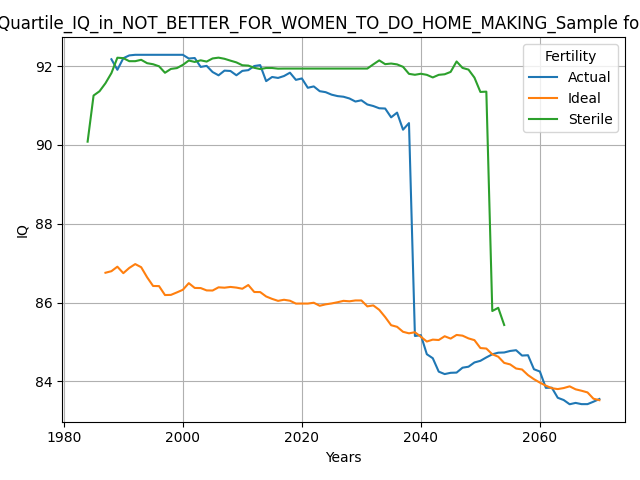 Quartile_IQ_in_NOT_BETTER_FOR_WOMEN_TO_DO_HOME_MAKING_Sample fo
Fertility
Actual
Ideal
Sterile
IQ
92
90
88
86
84
1980
2000
2020
2040
2060
Years